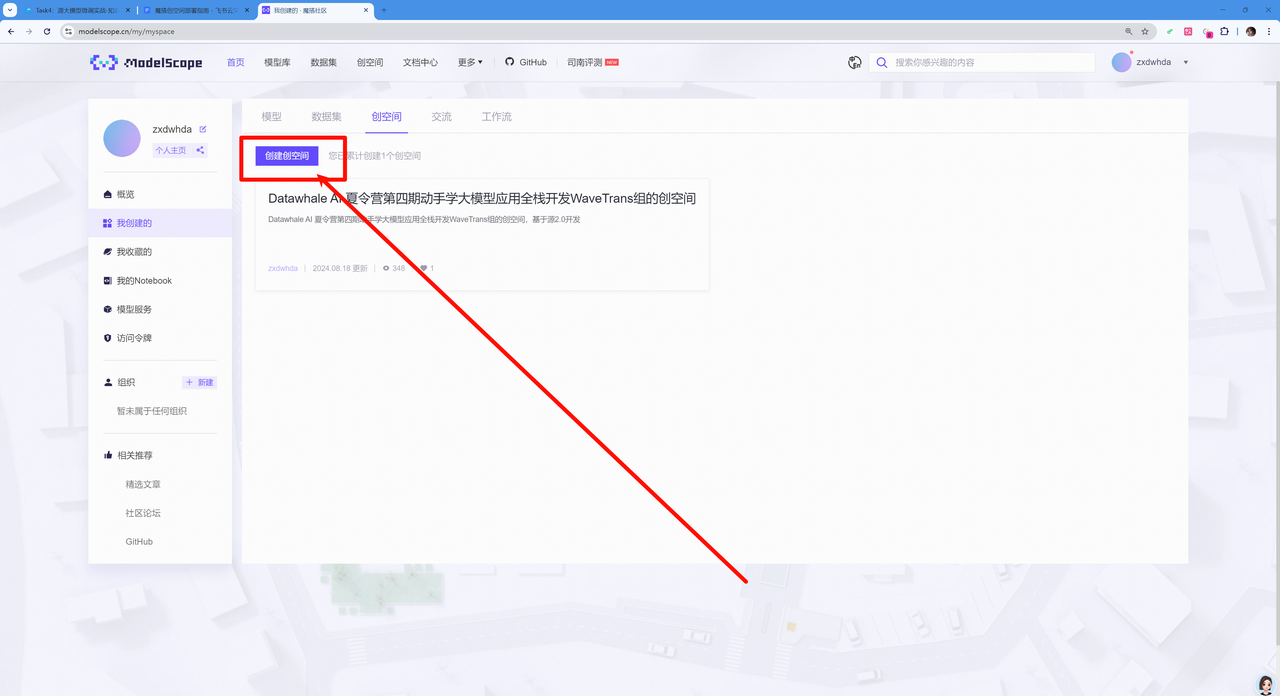 Task4：源大模型微调实战-知识
魔搭创空间部署指南 - 飞书云文
我创建的 · 魔搭社区
modelscope.cn/my/myspace
ModelScope
首页 模型库 数据集 创空间 文档中心 更多 GitHub 司南评测 NEW
搜索你感兴趣的内容
zxdwhda
zxdwhda
个人主页
概览
我创建的
我收藏的
我的Notebook
模型服务
访问令牌
组织 + 新建
暂未属于任何组织
相关推荐
精选文章
社区论坛
GitHub
模型 数据集 创空间 交流 工作流
创建创空间 您已累计创建1个创空间
Datawhale AI 夏令营第四期动手学大模型应用全栈开发WaveTrans组的创空间
Datawhale AI 夏令营第四期动手学大模型应用全栈开发WaveTrans组的创空间，基于源2.0开发
zxdwhda | 2024.08.18 更新 | 346 1